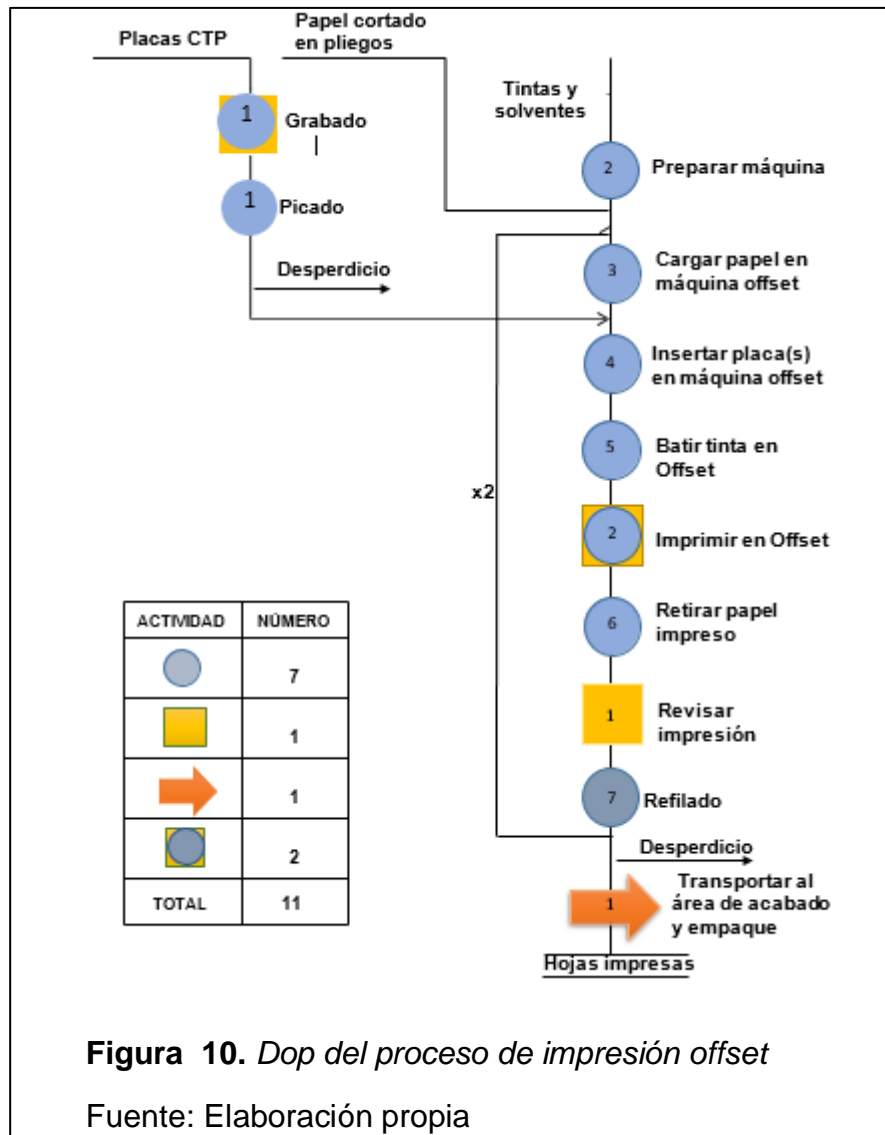 Placas CTP
Papel cortado
en pliegos
Tintas y
solventes
1
Grabado
1
Picado
Desperdicio
2
Preparar máquina
3
Cargar papel en
máquina offset
4
Insertar placa(s)
en máquina offset
5
Batir tinta en
Offset
x2
2
Imprimir en Offset
6
Retirar papel
impreso
1
Revisar
impresión
7
Refilado
Desperdicio
1
Transportar al
área de acabado
y empaque
Hojas impresas
ACTIVIDAD NÚMERO
7
1
1
2
TOTAL 11
Figura 10. Dop del proceso de impresión offset
Fuente: Elaboración propia